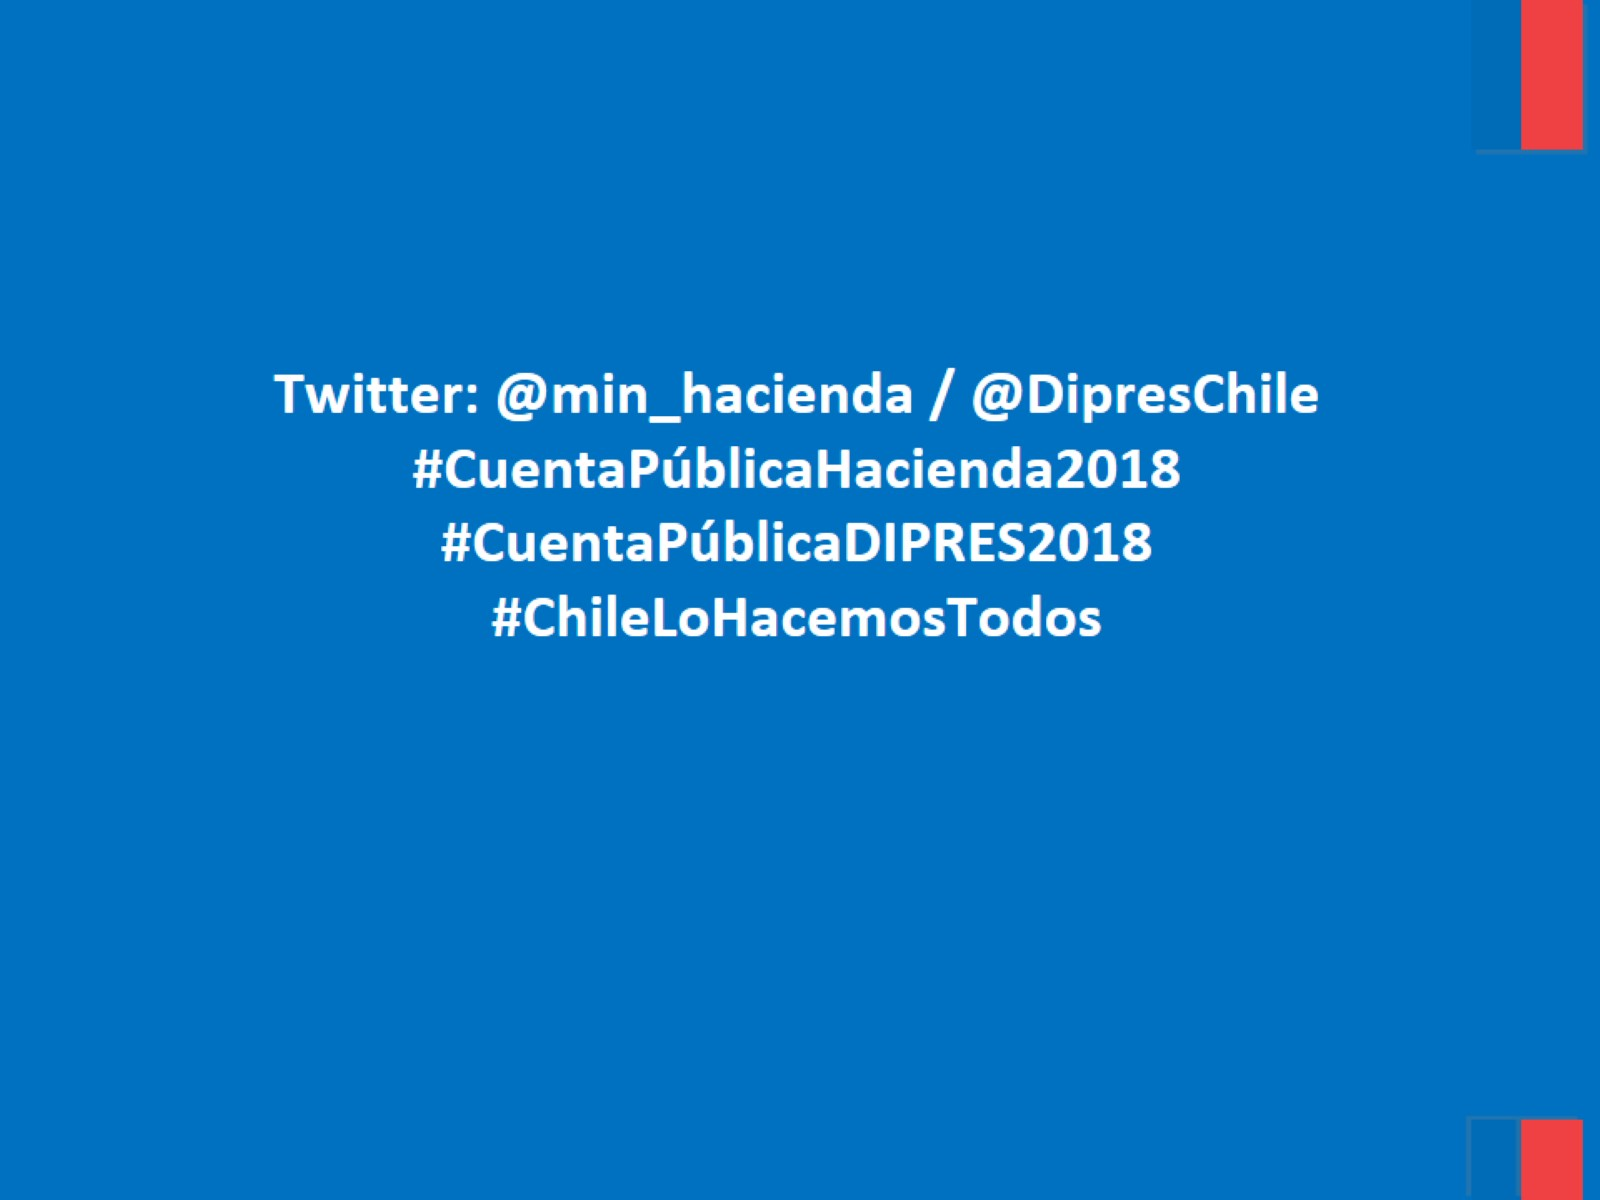 Twitter: @min_hacienda / @DipresChile
#CuentaPúblicaHacienda2018
#CuentaPúblicaDIPRES2018
#ChileLoHacemosTodos